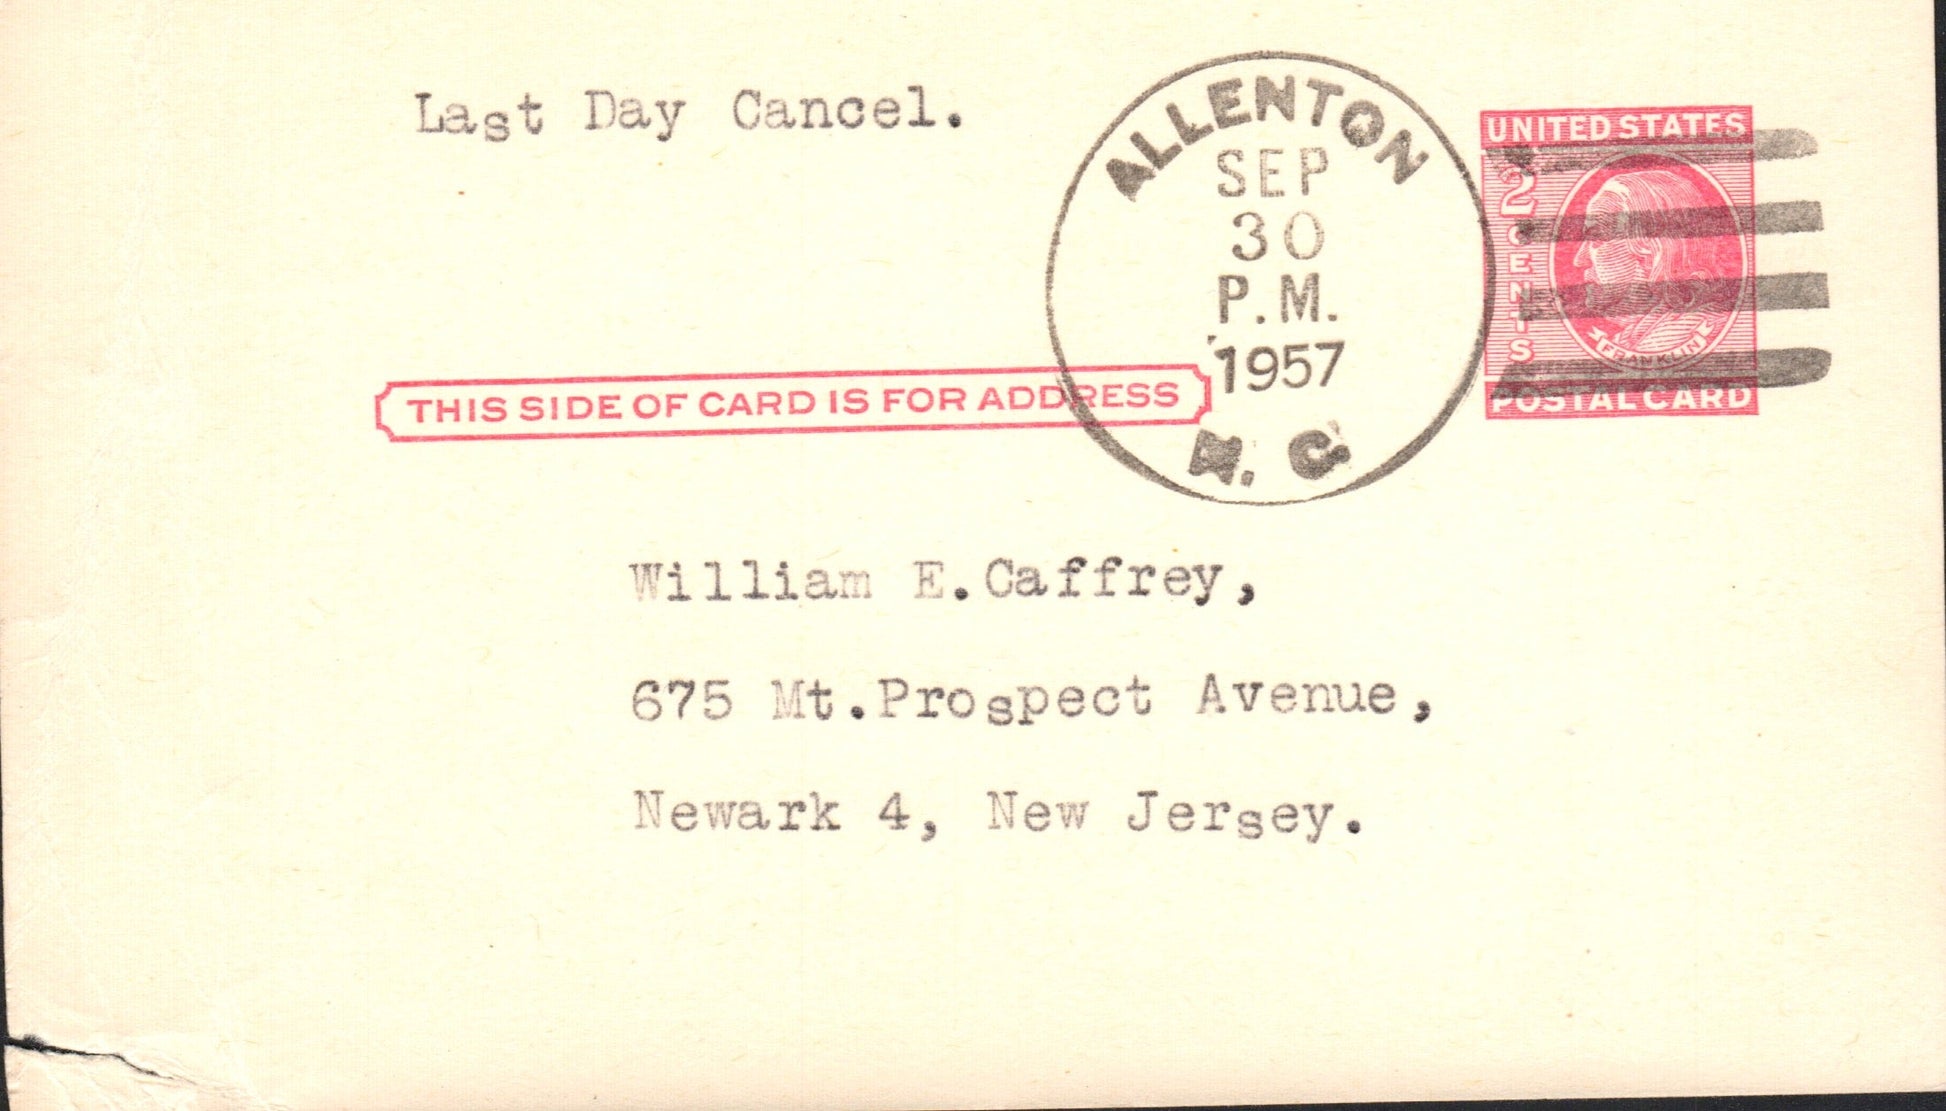 Last Day Cancel.
ALLENTON
SEP
30
P.M.
1957
N. C.
UNITED STATES
2 CENTS
FRANKLIN
POSTAL CARD
THIS SIDE OF CARD IS FOR ADDRESS
William E.Caffrey,
675 Mt.Prospect Avenue,
Newark 4, New Jersey.